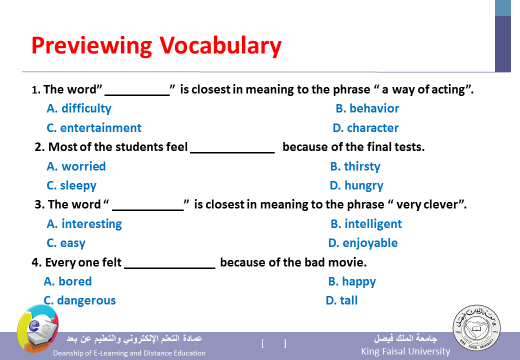 Previewing Vocabulary
1. The word" __________" is closest in meaning to the phrase " a way of acting".
A. difficulty B. behavior
C. entertainment D. character
2. Most of the students feel _____________ because of the final tests.
A. worried B. thirsty
C. sleepy D. hungry
3. The word " ___________" is closest in meaning to the phrase " very clever".
A. interesting B. intelligent
C. easy D. enjoyable
4. Every one felt ______________ because of the bad movie.
A. bored B. happy
C. dangerous D. tall
عمادة التعلم الإلكتروني والتعليم عن بعد
Deanship of E-Learning and Distance Education
[ ]
جامعة الملك فيصل
King Faisal University